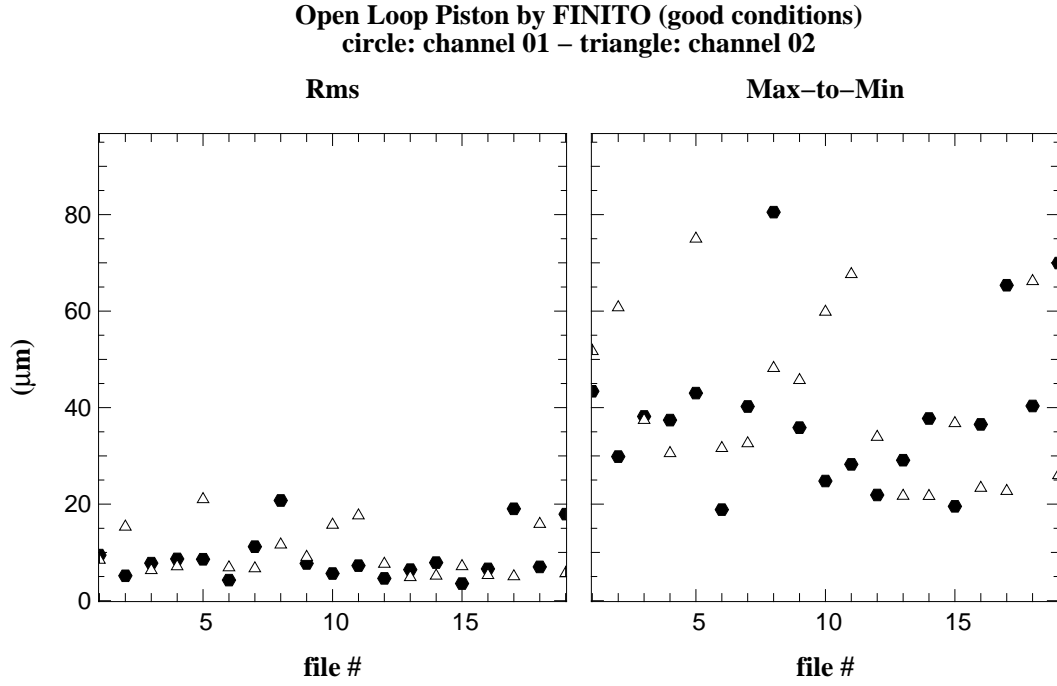 Open Loop Piston by FINITO (good conditions)
circle: channel 01 − triangle: channel 02
Rms
Max−to−Min
(μm)
80
60
40
20
0
5
10
15
5
10
15
file #
file #